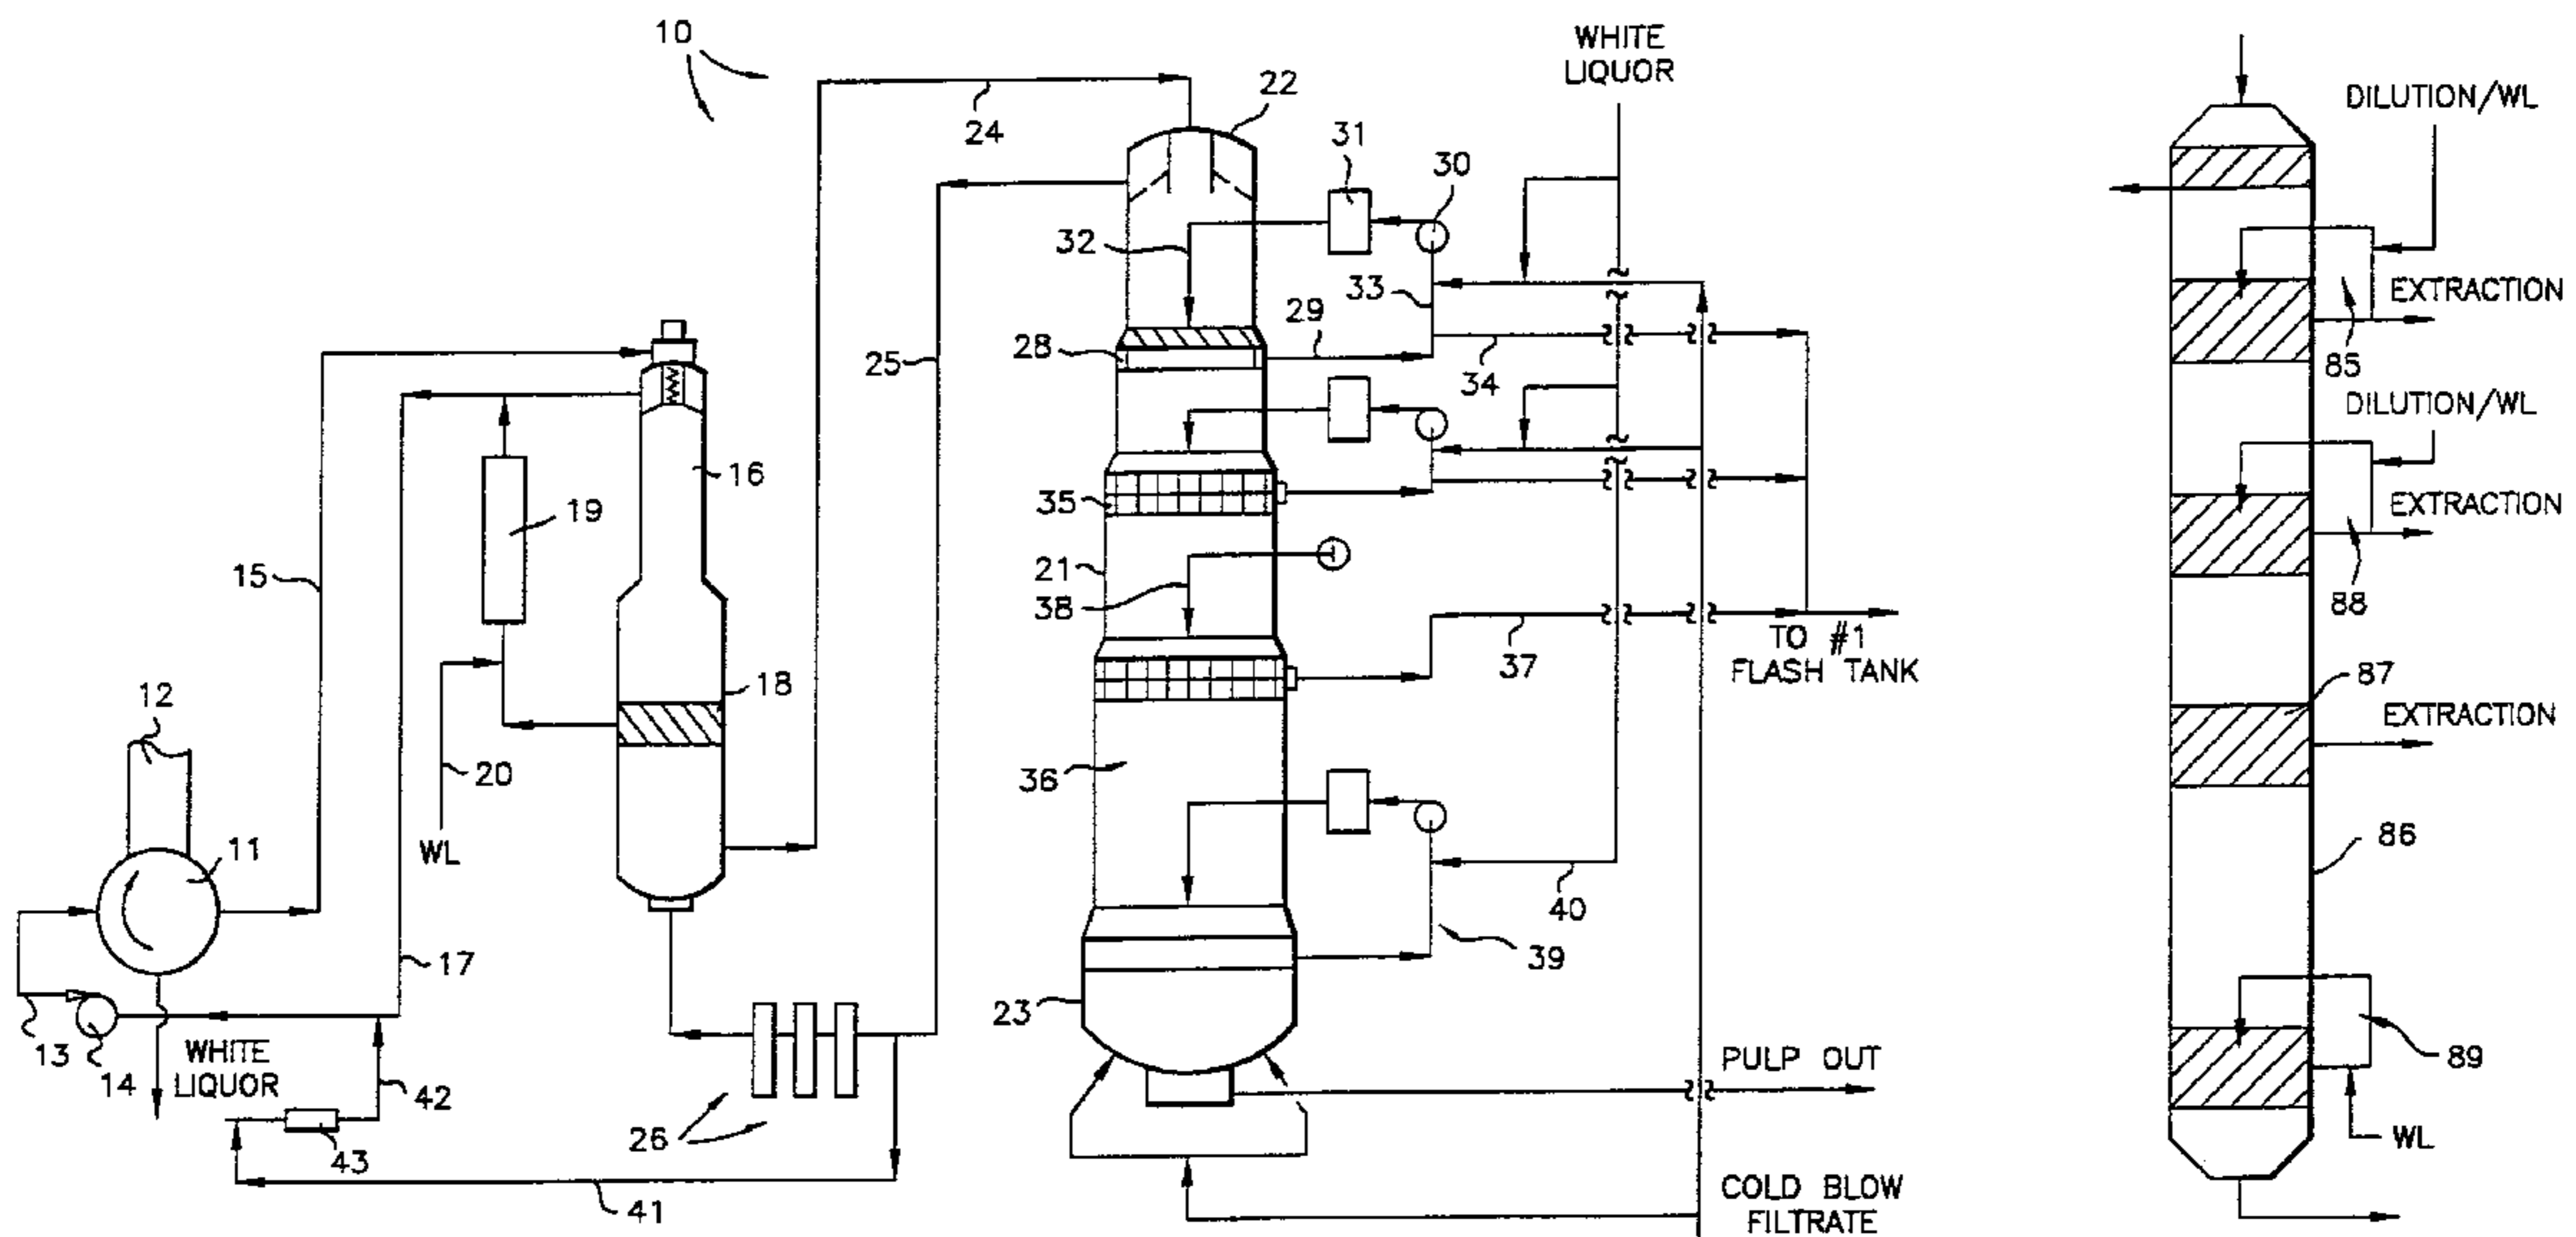 10
WHITE
LIQUOR
22
24
31
30
32
33
28
29
34
25
16
19
35
15
21
38
37
TO #1
FLASH TANK
12
18
20
36
WL
11
40
39
17
23
13
14
WHITE
LIQUOR
42
43
26
41
PULP OUT
COLD BLOW
FILTRATE
DILUTION/WL
EXTRACTION
85
DILUTION/WL
EXTRACTION
88
87
EXTRACTION
86
89
WL